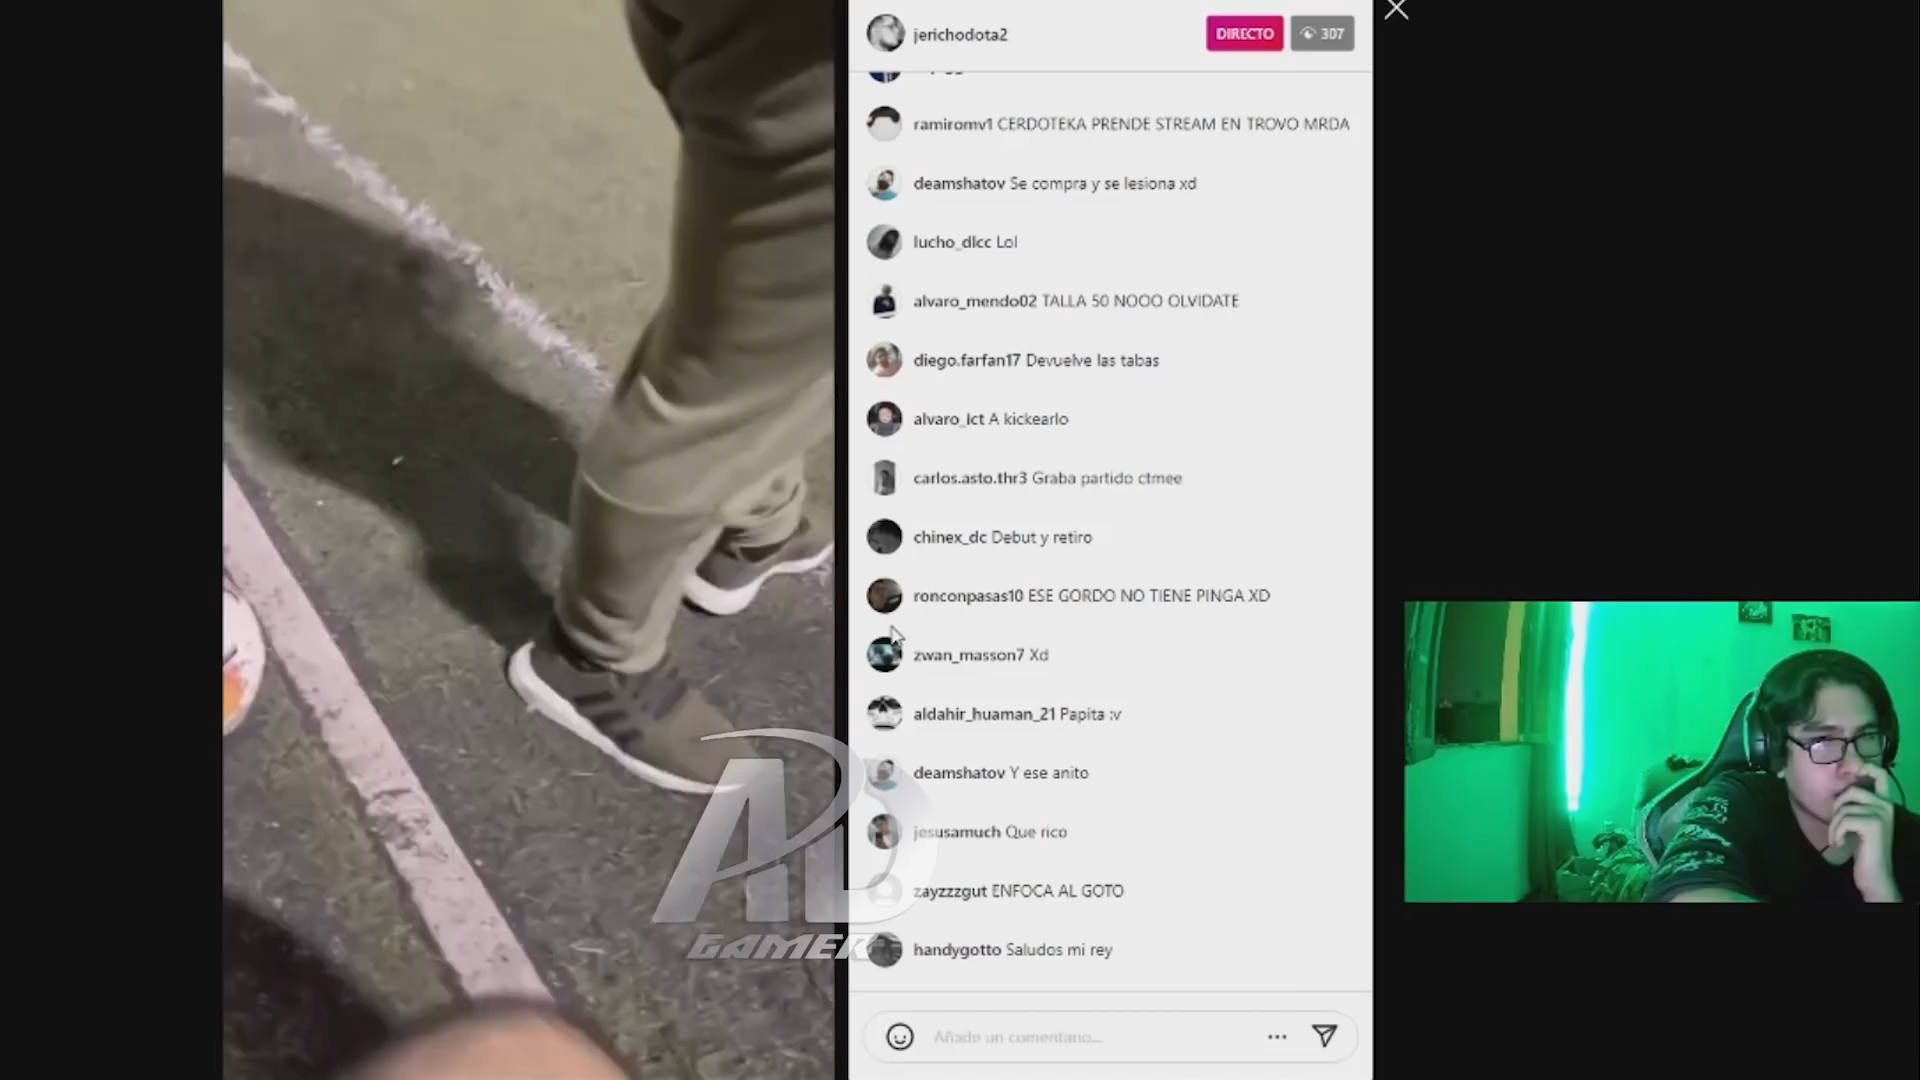 jerichodota2
DIRECTO
307
ramiromv1 CERDOTEKA PRENDE STREAM EN TROVO MRDA
deamshatov Se compra y se lesiona xd
lucho_dlcc Lol
alvaro_mendo02 TALLA 50 NOOO OLVIDATE
diego.farfan17 Devuelve las tabas
alvaro_ict A kickearlo
carlos.asto.thr3 Graba partido ctmee
chinex_dc Debut y retiro
ronconpasas10 ESE GORDO NO TIENE PINGA XD
zwan_masson7 Xd
aldahir_huaman_21 Papita :v
deamshatov Y ese anito
jesusamuch Que rico
zayzzzgut ENFOCA AL GOTO
handygotto Saludos mi rey
Añade un comentario...
AD
GAMER